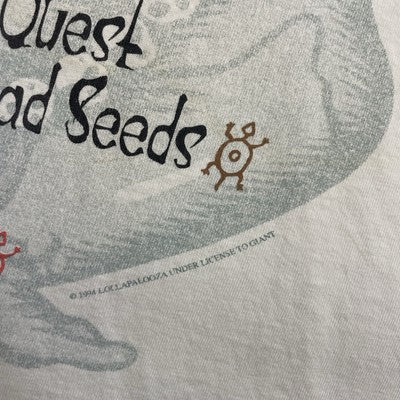 Quest
ad Seeds
© 1994 LOLLAPALOOZA UNDER LICENSE TO GIANT